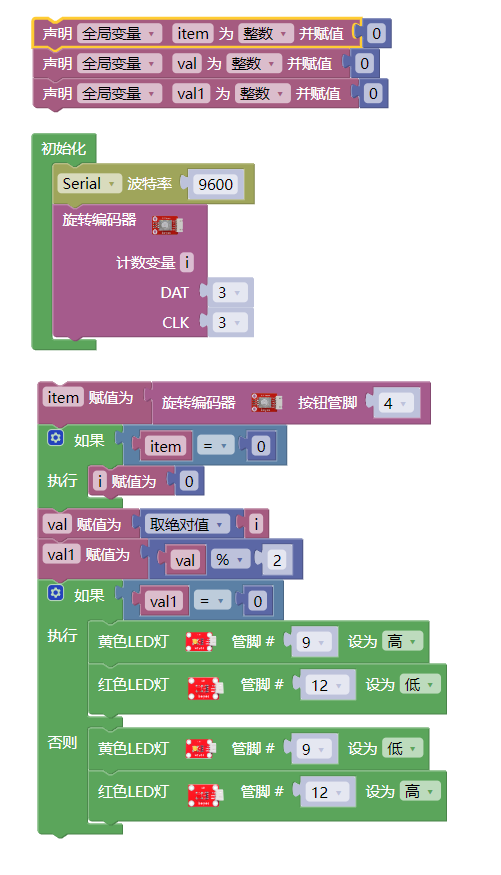 声明 全局变量 item 为 整数 并赋值 0
声明 全局变量 val 为 整数 并赋值 0
声明 全局变量 val1 为 整数 并赋值 0
初始化
Serial 波特率 9600
旋转编码器
计数变量 i
DAT 3
CLK 3
item 赋值为 旋转编码器 按钮管脚 4
如果 item = 0
执行 i 赋值为 0
val 赋值为 取绝对值 i
val1 赋值为 val % 2
如果 val1 = 0
执行 黄色LED灯 管脚 # 9 设为 高
红色LED灯 管脚 # 12 设为 低
否则 黄色LED灯 管脚 # 9 设为 低
红色LED灯 管脚 # 12 设为 高